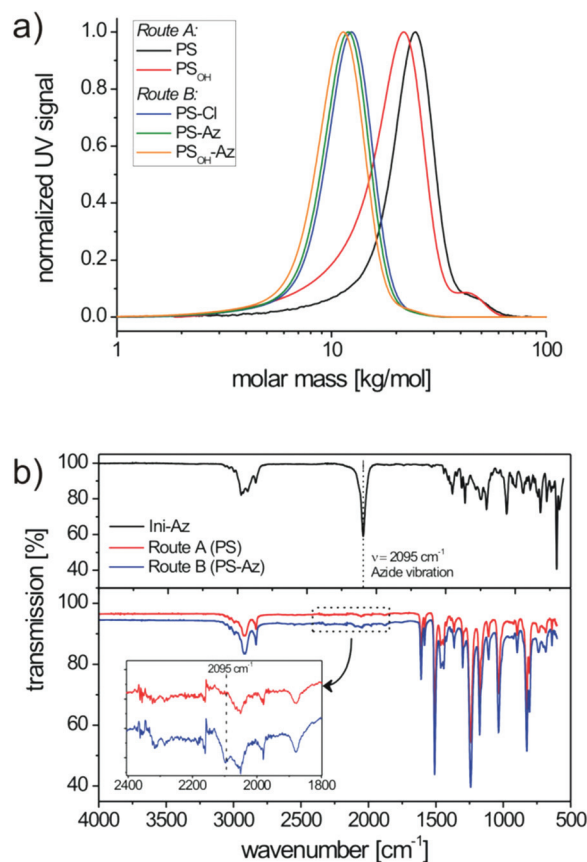 a)
Route A:
PS
PSOH
Route B:
PS-Cl
PS-Az
PSOH-Az
normalized UV signal
1.0
0.8
0.6
0.4
0.2
0.0
1
10
100
molar mass [kg/mol]
b)
100
80
60
40
Ini-Az
Route A (PS)
Route B (PS-Az)
ν = 2095 cm-1
Azide vibration
transmission [%]
100
80
60
40
2095 cm-1
2400
2200
2000
1800
4000
3500
3000
2500
2000
1500
1000
500
wavenumber [cm-1]